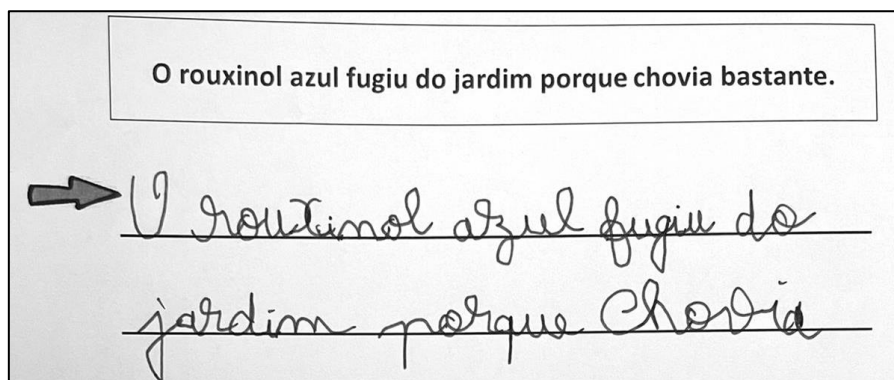 O rouxinol azul fugiu do jardim porque chovia bastante.
O rouxinol azul fugiu do
jardim porque Chovia